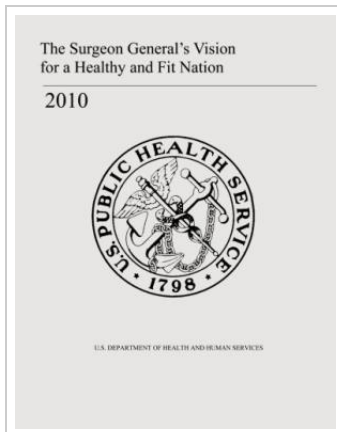 The Surgeon General's Vision
for a Healthy and Fit Nation
2010
U.S. PUBLIC HEALTH SERVICE
1798
U.S. DEPARTMENT OF HEALTH AND HUMAN SERVICES